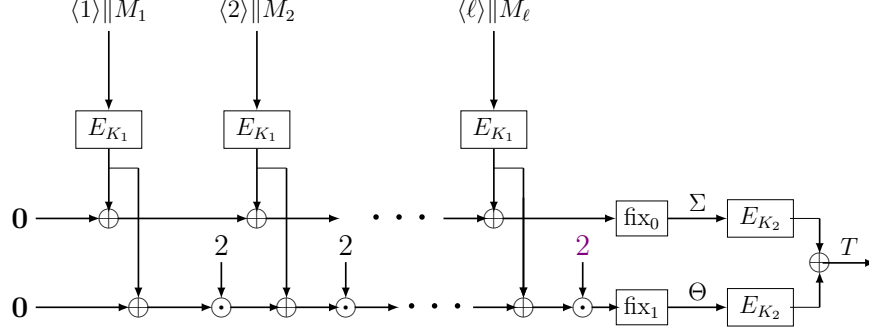 ⟨1⟩‖M₁ ⟨2⟩‖M₂ ⟨ℓ⟩‖M_ℓ
E_{K₁} E_{K₁} E_{K₁}
0 · · · fix₀ Σ E_{K₂}
2 2 2 T
0 · · · fix₁ Θ E_{K₂}